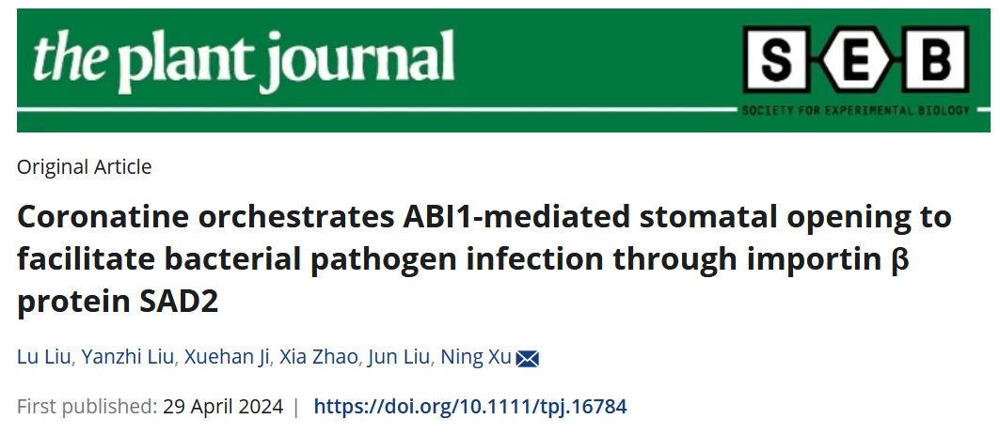 the plant journal
SEB
SOCIETY FOR EXPERIMENTAL BIOLOGY
Original Article
Coronatine orchestrates ABI1-mediated stomatal opening to
facilitate bacterial pathogen infection through importin β
protein SAD2
Lu Liu, Yanzhi Liu, Xuehan Ji, Xia Zhao, Jun Liu, Ning Xu
First published: 29 April 2024 | https://doi.org/10.1111/tpj.16784